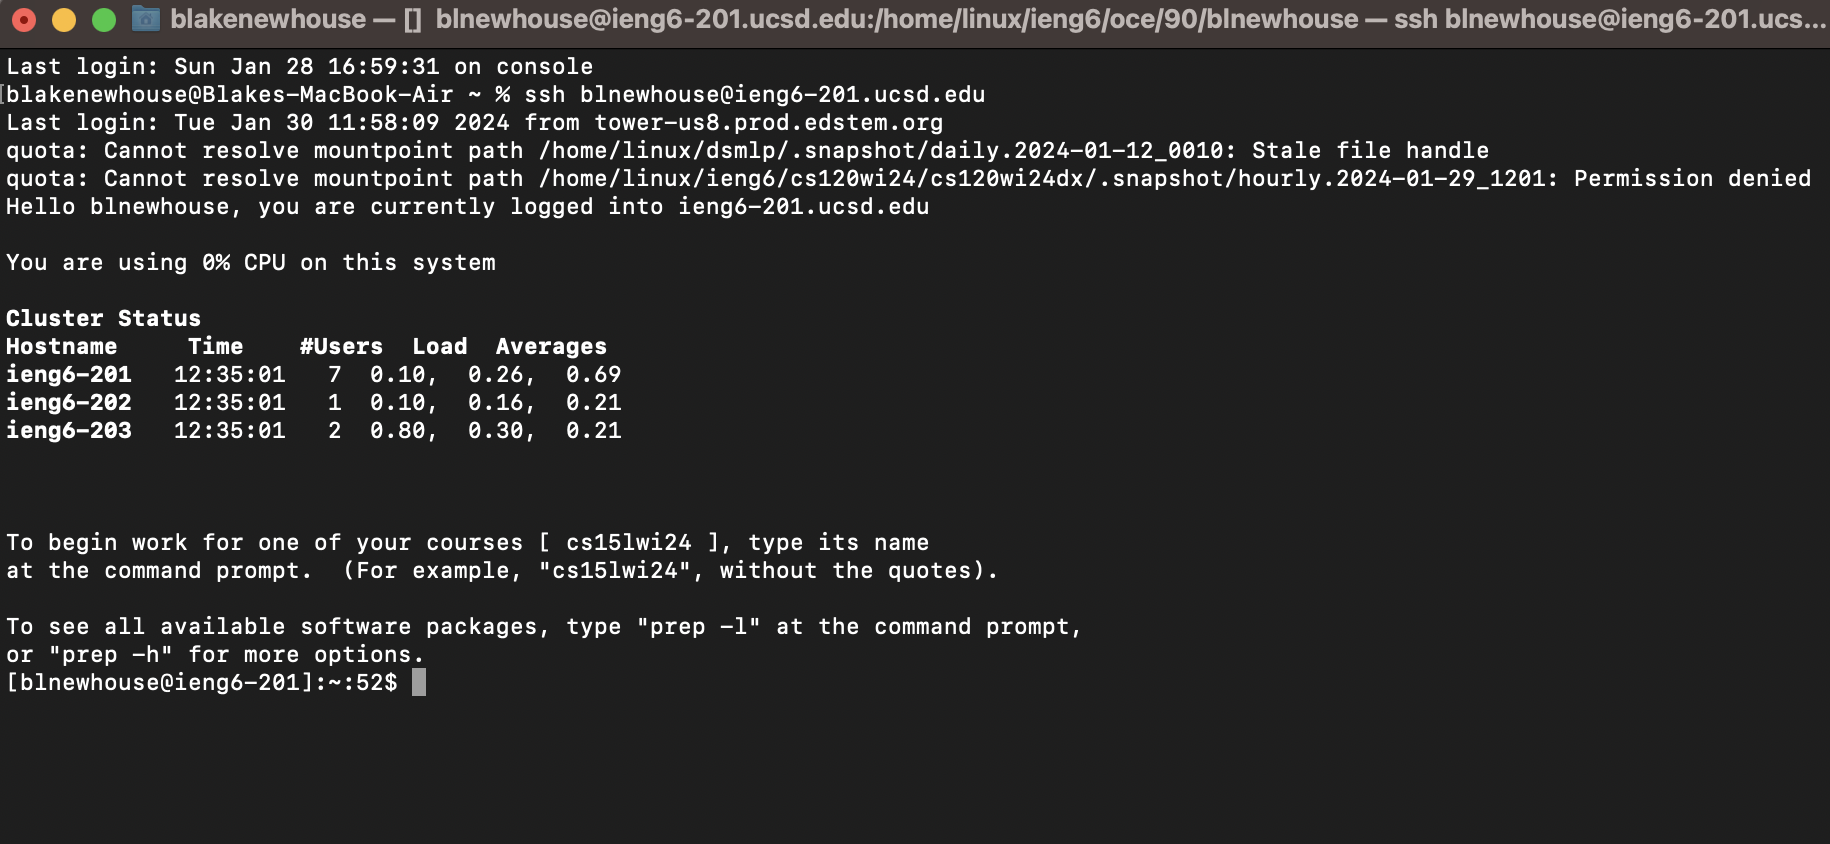 blakenewhouse — [] blnewhouse@ieng6-201.ucsd.edu:/home/linux/ieng6/oce/90/blnewhouse — ssh blnewhouse@ieng6-201.ucs...
Last login: Sun Jan 28 16:59:31 on console
[blakenewhouse@Blakes-MacBook-Air ~ % ssh blnewhouse@ieng6-201.ucsd.edu
Last login: Tue Jan 30 11:58:09 2024 from tower-us8.prod.edstem.org
quota: Cannot resolve mountpoint path /home/linux/dsmlp/.snapshot/daily.2024-01-12_0010: Stale file handle
quota: Cannot resolve mountpoint path /home/linux/ieng6/cs120wi24/cs120wi24dx/.snapshot/hourly.2024-01-29_1201: Permission denied
Hello blnewhouse, you are currently logged into ieng6-201.ucsd.edu
You are using 0% CPU on this system
Cluster Status
Hostname     Time    #Users  Load  Averages
ieng6-201   12:35:01   7  0.10,  0.26,  0.69
ieng6-202   12:35:01   1  0.10,  0.16,  0.21
ieng6-203   12:35:01   2  0.80,  0.30,  0.21
To begin work for one of your courses [ cs15lwi24 ], type its name
at the command prompt.  (For example, "cs15lwi24", without the quotes).
To see all available software packages, type "prep -l" at the command prompt,
or "prep -h" for more options.
[blnewhouse@ieng6-201]:~:52$